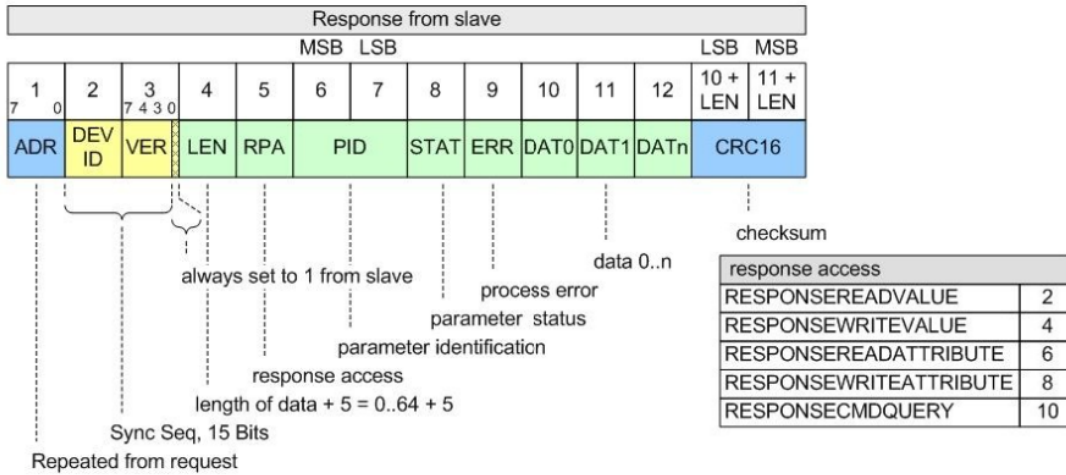 Response from slave
MSB LSB LSB MSB
1 2 3 4 5 6 7 8 9 10 11 12 10 + LEN 11 + LEN
7 0 7 4 3 0
ADR DEV ID VER LEN RPA PID STAT ERR DAT0 DAT1 DATn CRC16
checksum
data 0..n
always set to 1 from slave
process error
parameter status
parameter identification
response access
length of data + 5 = 0..64 + 5
Sync Seq, 15 Bits
Repeated from request
response access
RESPONSEREADVALUE 2
RESPONSEWRITEVALUE 4
RESPONSEREADATTRIBUTE 6
RESPONSEWRITEATTRIBUTE 8
RESPONSECMDQUERY 10